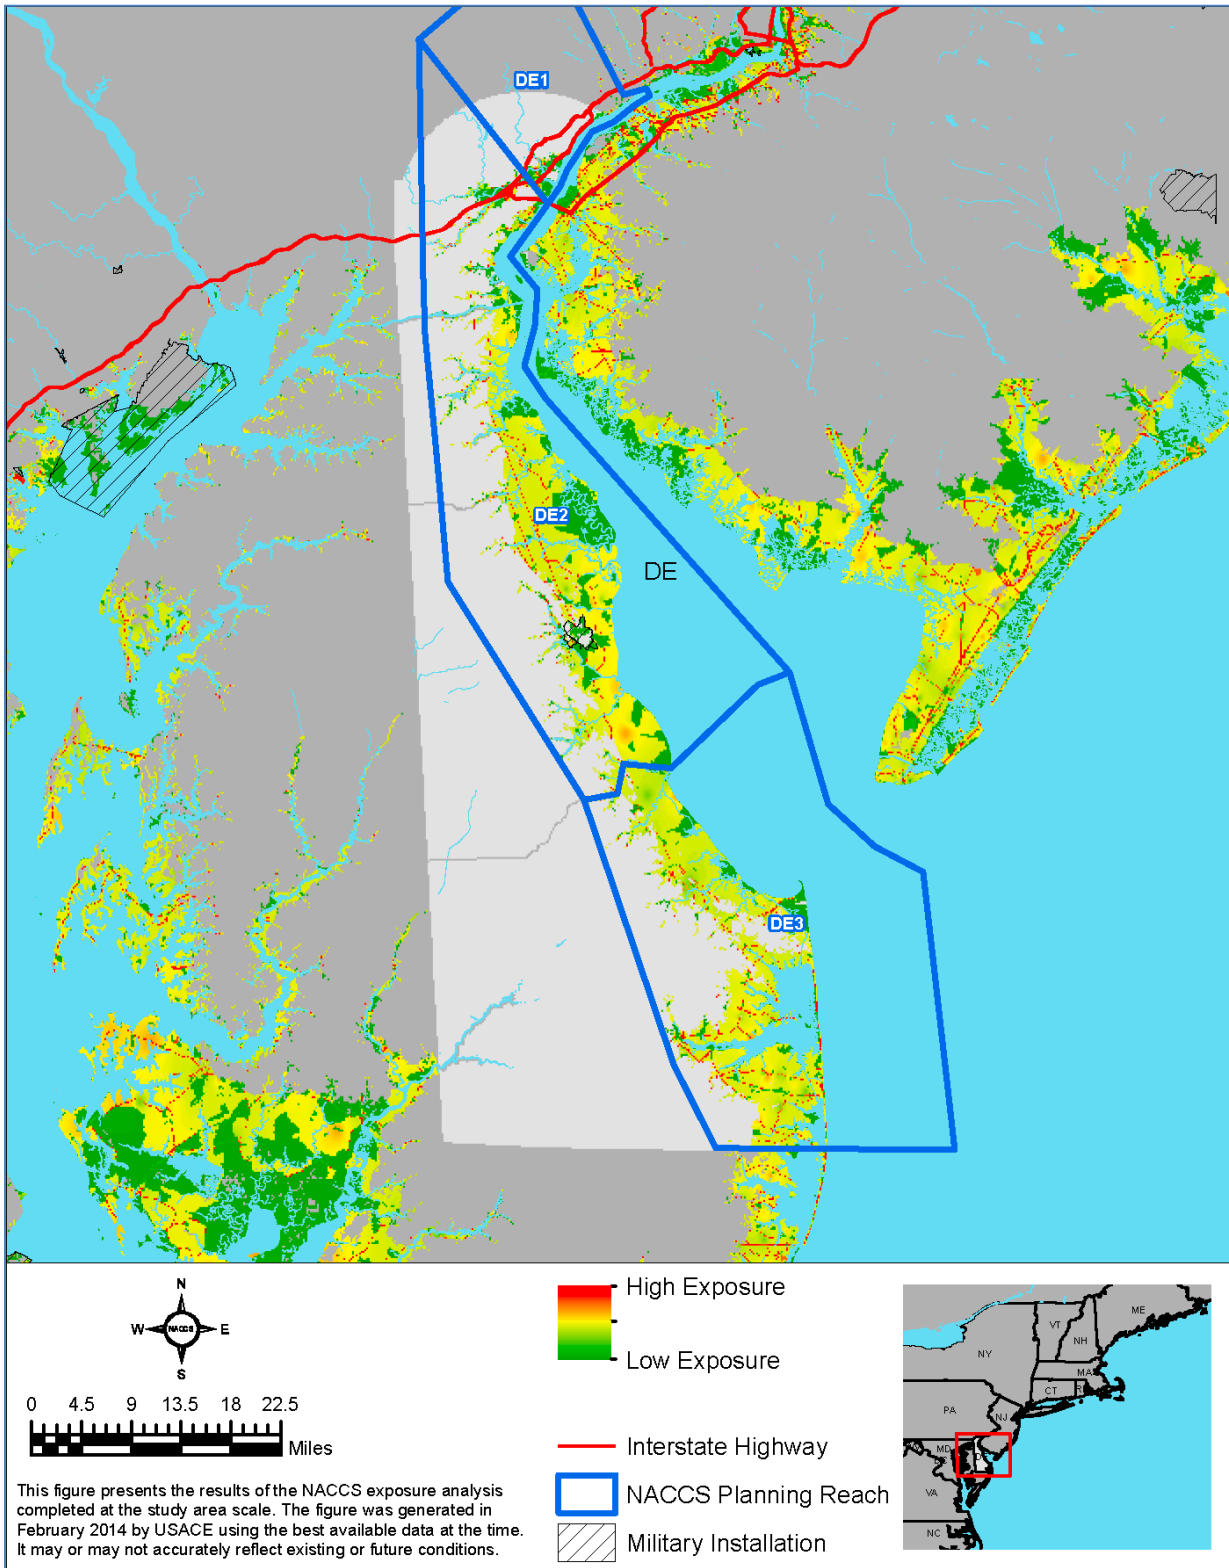 DE1
DE2
DE
DE3
N
W NACCS E
S
0 4.5 9 13.5 18 22.5
Miles
This figure presents the results of the NACCS exposure analysis
completed at the study area scale. The figure was generated in
February 2014 by USACE using the best available data at the time.
It may or may not accurately reflect existing or future conditions.
High Exposure
Low Exposure
Interstate Highway
NACCS Planning Reach
Military Installation
ME
VT
NH
NY
MA
CT
PA
NJ
MD
VA
NC